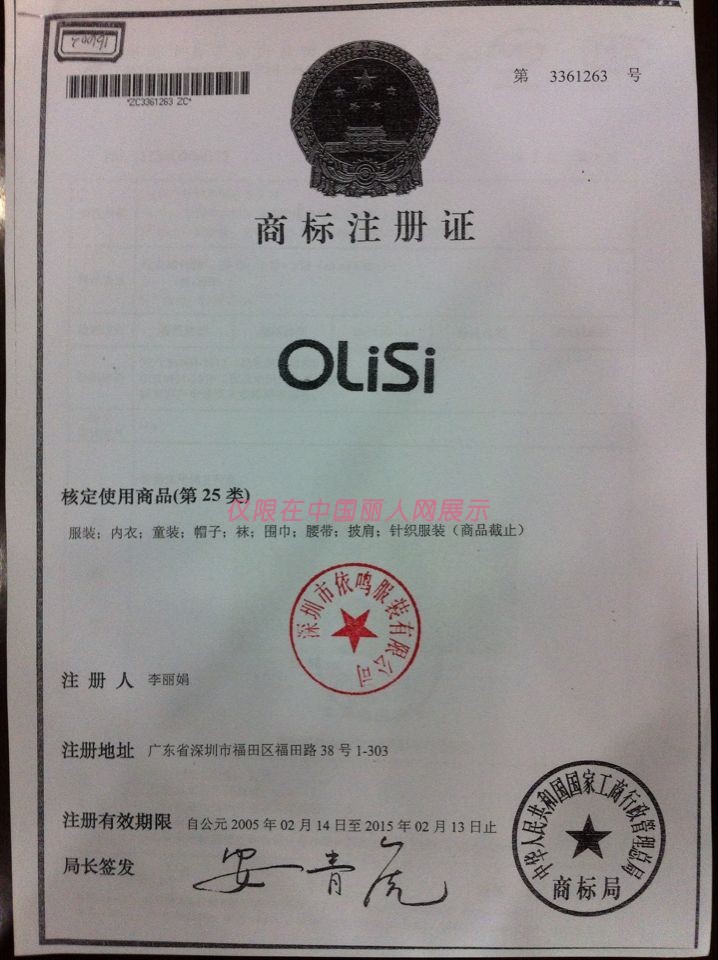 *ZC3361263 ZC*
第 3361263 号
商标注册证
OLiSi
核定使用商品(第 25 类)
仅限在中国丽人网展示
服装；内衣；童装；帽子；袜；围巾；腰带；披肩；针织服装（商品截止）
深圳市依鸣服装有限公司
注 册 人 李丽娟
注册地址 广东省深圳市福田区福田路 38 号 1-303
注册有效期限 自公元 2005 年 02 月 14 日至 2015 年 02 月 13 日止
局长签发 安青虎
中华人民共和国国家工商行政管理总局
商标局